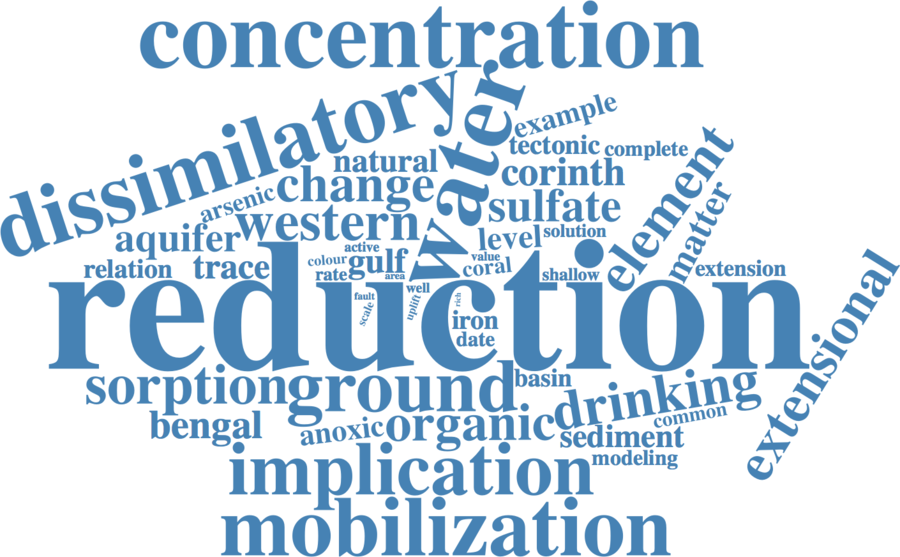 concentration
dissimilatory
water
example
tectonic
complete
natural
corinth
element
arsenic
change
matter
western
sulfate
aquifer
level
solution
active
gulf
value
colour
area
coral
relation
trace
rate
shallow
extension
reduction
fault
scale
uplift
well
rich
iron
date
extensional
sorption
ground
basin
drinking
bengal
anoxic
organic
common
sediment
implication
modeling
mobilization